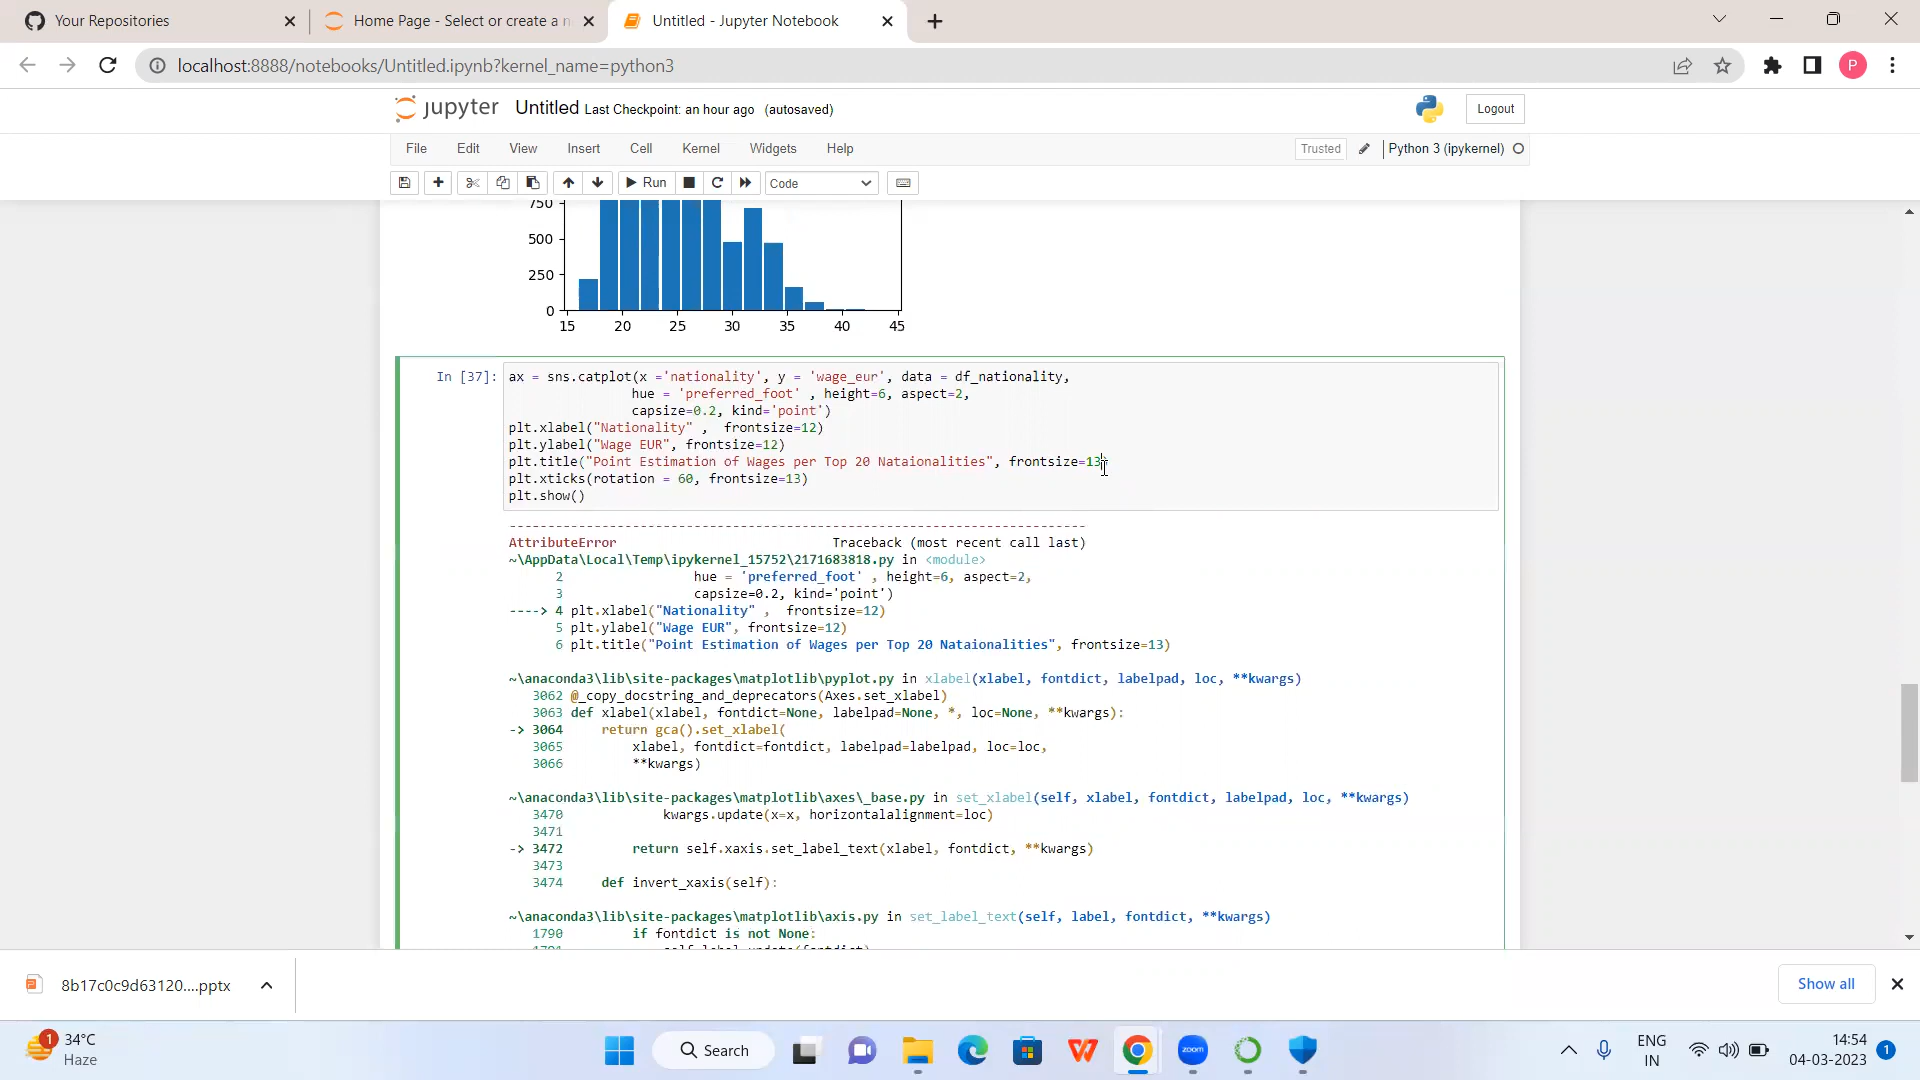 Your Repositories
Home Page - Select or create a n
Untitled - Jupyter Notebook
localhost:8888/notebooks/Untitled.ipynb?kernel_name=python3
P
jupyter Untitled Last Checkpoint: an hour ago (autosaved)
Logout
File Edit View Insert Cell Kernel Widgets Help
Trusted Python 3 (ipykernel)
Run Code
750
500
250
0
15 20 25 30 35 40 45
In [37]: ax = sns.catplot(x ='nationality', y = 'wage_eur', data = df_nationality,
hue = 'preferred_foot' , height=6, aspect=2,
capsize=0.2, kind='point')
plt.xlabel("Nationality" ,  frontsize=12)
plt.ylabel("Wage EUR", frontsize=12)
plt.title("Point Estimation of Wages per Top 20 Nataionalities", frontsize=13)
plt.xticks(rotation = 60, frontsize=13)
plt.show()
---------------------------------------------------------------------------
AttributeError Traceback (most recent call last)
~\AppData\Local\Temp\ipykernel_15752\2171683818.py in <module>
2 hue = 'preferred_foot' , height=6, aspect=2,
3 capsize=0.2, kind='point')
----> 4 plt.xlabel("Nationality" ,  frontsize=12)
5 plt.ylabel("Wage EUR", frontsize=12)
6 plt.title("Point Estimation of Wages per Top 20 Nataionalities", frontsize=13)
~\anaconda3\lib\site-packages\matplotlib\pyplot.py in xlabel(xlabel, fontdict, labelpad, loc, **kwargs)
3062 @_copy_docstring_and_deprecators(Axes.set_xlabel)
3063 def xlabel(xlabel, fontdict=None, labelpad=None, *, loc=None, **kwargs):
-> 3064 return gca().set_xlabel(
3065 xlabel, fontdict=fontdict, labelpad=labelpad, loc=loc,
3066 **kwargs)
~\anaconda3\lib\site-packages\matplotlib\axes\_base.py in set_xlabel(self, xlabel, fontdict, labelpad, loc, **kwargs)
3470 kwargs.update(x=x, horizontalalignment=loc)
3471
-> 3472 return self.xaxis.set_label_text(xlabel, fontdict, **kwargs)
3473
3474 def invert_xaxis(self):
~\anaconda3\lib\site-packages\matplotlib\axis.py in set_label_text(self, label, fontdict, **kwargs)
1790 if fontdict is not None:
8b17c0c9d63120....pptx
Show all
1
34°C
Haze
Search
W
zoom
ENG
IN
14:54
04-03-2023
1